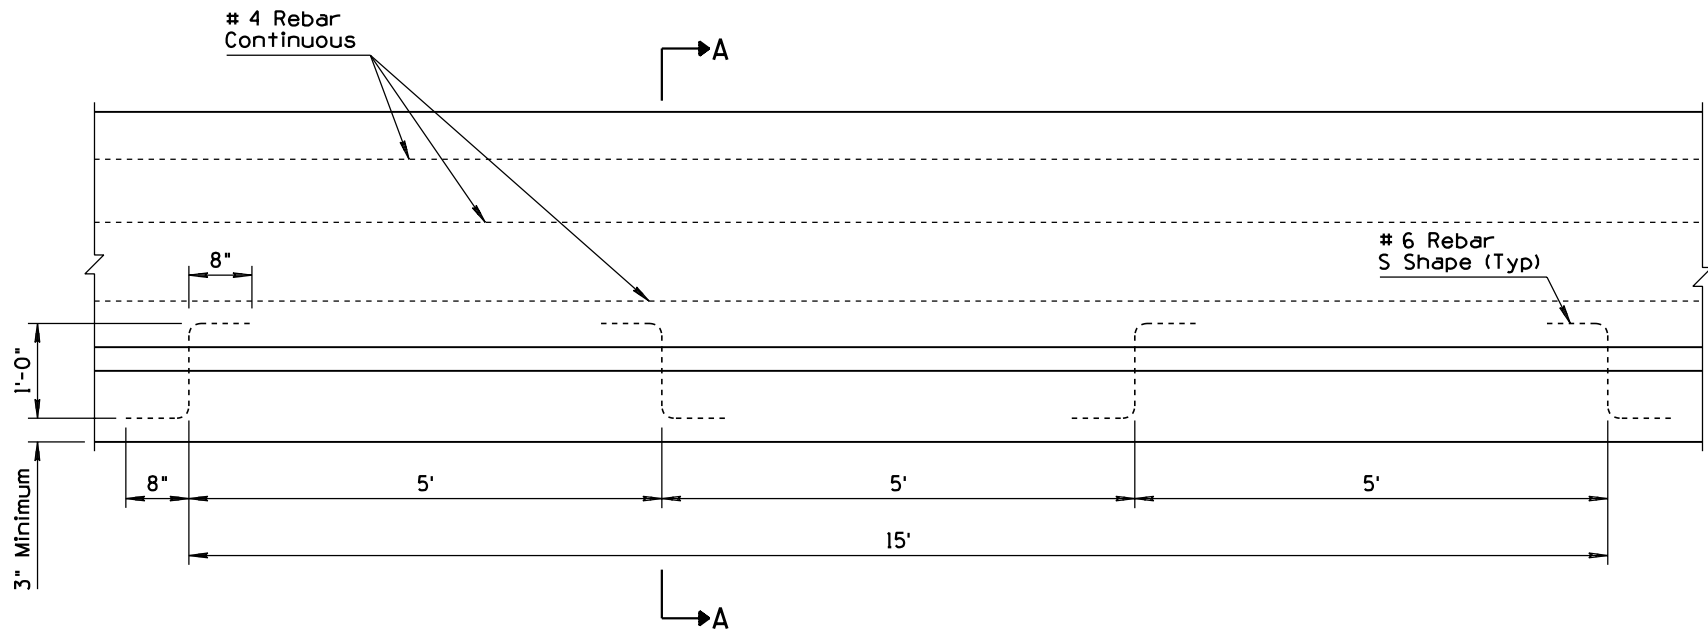 # 4 Rebar
Continuous
A
# 6 Rebar
S Shape (Typ)
8"
1'-0"
3" Minimum
8"
5'
5'
5'
15'
A